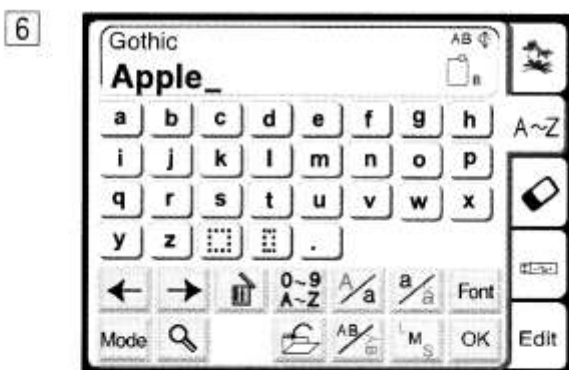 6
Gothic AB
Apple_ B
a b c d e f g h A~Z
i j k l m n o p
q r s t u v w x
y z .
0~9 A~Z A/a a/à Font
Mode AB L M S OK Edit